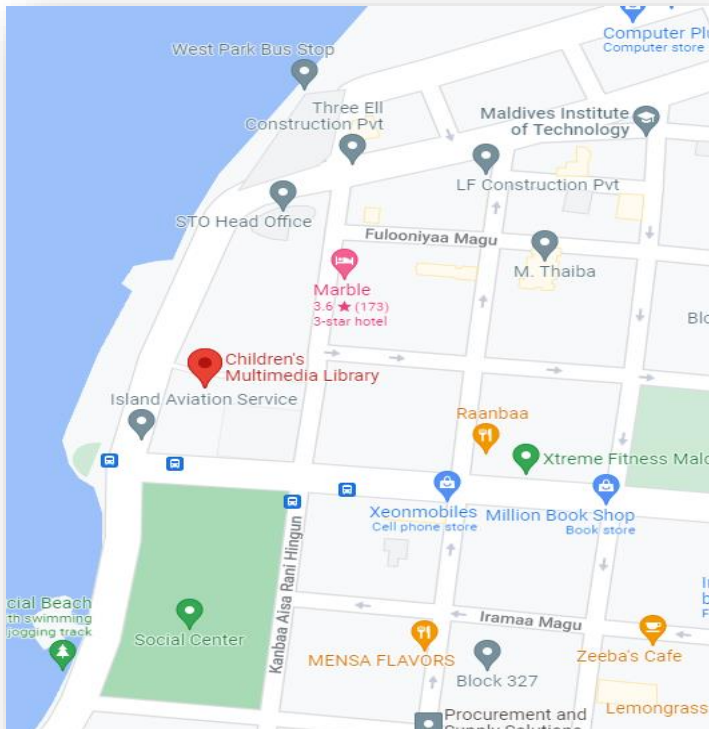 Computer Plu
Computer store
West Park Bus Stop
Three Ell
Construction Pvt
Maldives Institute
of Technology
LF Construction Pvt
STO Head Office
Fulooniyaa Magu
M. Thaiba
Marble
3.6 ★ (173)
3-star hotel
Blo
Children's
Multimedia Library
Island Aviation Service
Raanbaa
Xtreme Fitness Mald
Xeonmobiles
Cell phone store
Million Book Shop
Book store
Kanbaa Aisa Rani Hingun
cial Beach
th swimming
jogging track
Social Center
Iramaa Magu
MENSA FLAVORS
Block 327
Zeeba's Cafe
Lemongrass
Procurement and
Supply Solutions